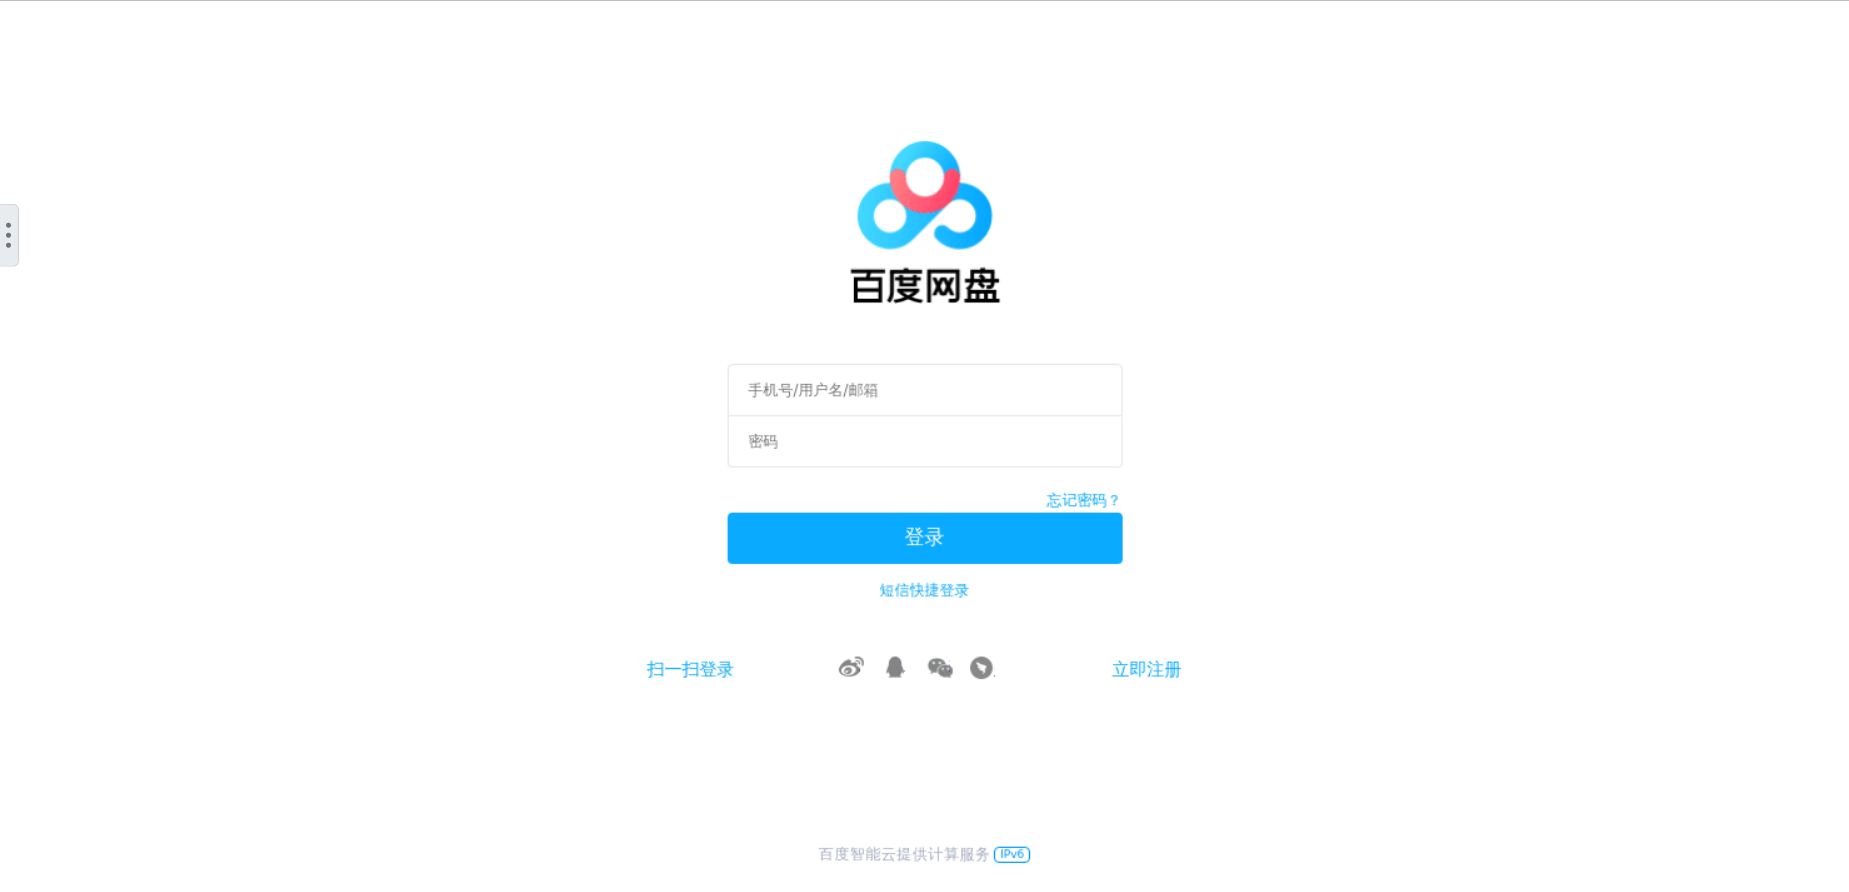 百度网盘
手机号/用户名/邮箱
密码
忘记密码？
登录
短信快捷登录
扫一扫登录
立即注册
百度智能云提供计算服务 IPv6